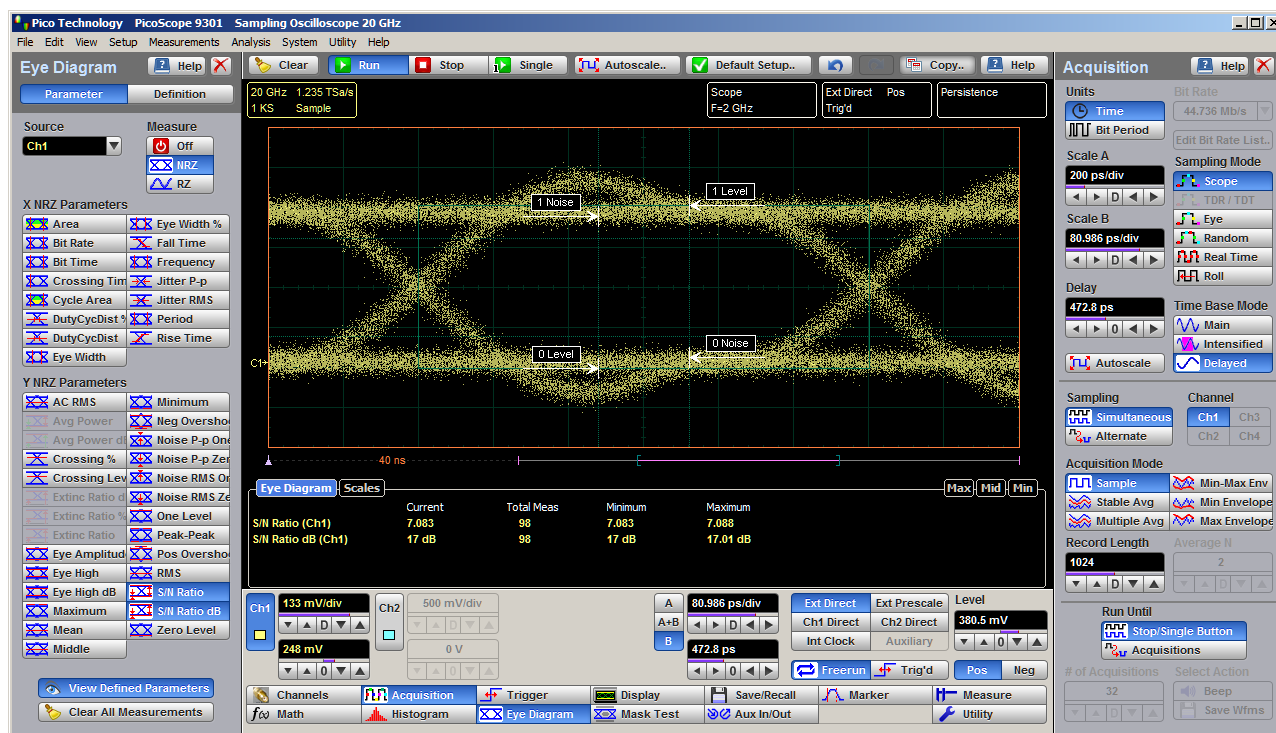 Pico Technology PicoScope 9301 Sampling Oscilloscope 20 GHz
File Edit View Setup Measurements Analysis System Utility Help
Eye Diagram Help
Parameter Definition
Source Measure
Ch1 Off
NRZ
RZ
X NRZ Parameters
Area Eye Width %
Bit Rate Fall Time
Bit Time Frequency
Crossing Tim Jitter P-p
Cycle Area Jitter RMS
DutyCycDist % Period
DutyCycDist Rise Time
Eye Width
Y NRZ Parameters
AC RMS Minimum
Avg Power Neg Oversho
Avg Power dB Noise P-p One
Crossing % Noise P-p Zer
Crossing Lev Noise RMS On
Extinc Ratio d Noise RMS Ze
Extinc Ratio % One Level
Extinc Ratio Peak-Peak
Eye Amplitud Pos Oversho
Eye High RMS
Eye High dB S/N Ratio
Maximum S/N Ratio dB
Mean Zero Level
Middle
View Defined Parameters
Clear All Measurements
Clear Run Stop Single Autoscale.. Default Setup.. Copy.. Help
20 GHz 1.235 TSa/s
1 KS Sample
Scope
F=2 GHz
Ext Direct Pos
Trig'd
Persistence
1 Level
1 Noise
0 Noise
0 Level
C1
40 ns
Eye Diagram Scales Max Mid Min
Current Total Meas Minimum Maximum
S/N Ratio (Ch1) 7.083 98 7.083 7.088
S/N Ratio dB (Ch1) 17 dB 98 17 dB 17.01 dB
Ch1 133 mV/div Ch2 500 mV/div
D D
248 mV 0 V
0 0
A 80.986 ps/div
A+B D
B 472.8 ps
0
Ext Direct Ext Prescale
Ch1 Direct Ch2 Direct
Int Clock Auxiliary
Freerun Trig'd
Level
380.5 mV
0
Pos Neg
Channels Acquisition Trigger Display Save/Recall Marker Measure
f(x) Math Histogram Eye Diagram Mask Test Aux In/Out Utility
Acquisition Help
Units Bit Rate
Time 44.736 Mb/s
Bit Period Edit Bit Rate List..
Scale A
200 ps/div
D
Scale B
80.986 ps/div
D
Delay
472.8 ps
0
Autoscale
Sampling Mode
Scope
TDR / TDT
Eye
Random
Real Time
Roll
Time Base Mode
Main
Intensified
Delayed
Sampling Channel
Simultaneous Ch1 Ch3
Alternate Ch2 Ch4
Acquisition Mode
Sample Min-Max Env
Stable Avg Min Envelope
Multiple Avg Max Envelope
Record Length Average N
1024 2
D D
Run Until
Stop/Single Button
Acquisitions
# of Acquisitions Select Action
32 Beep
D Save Wfms